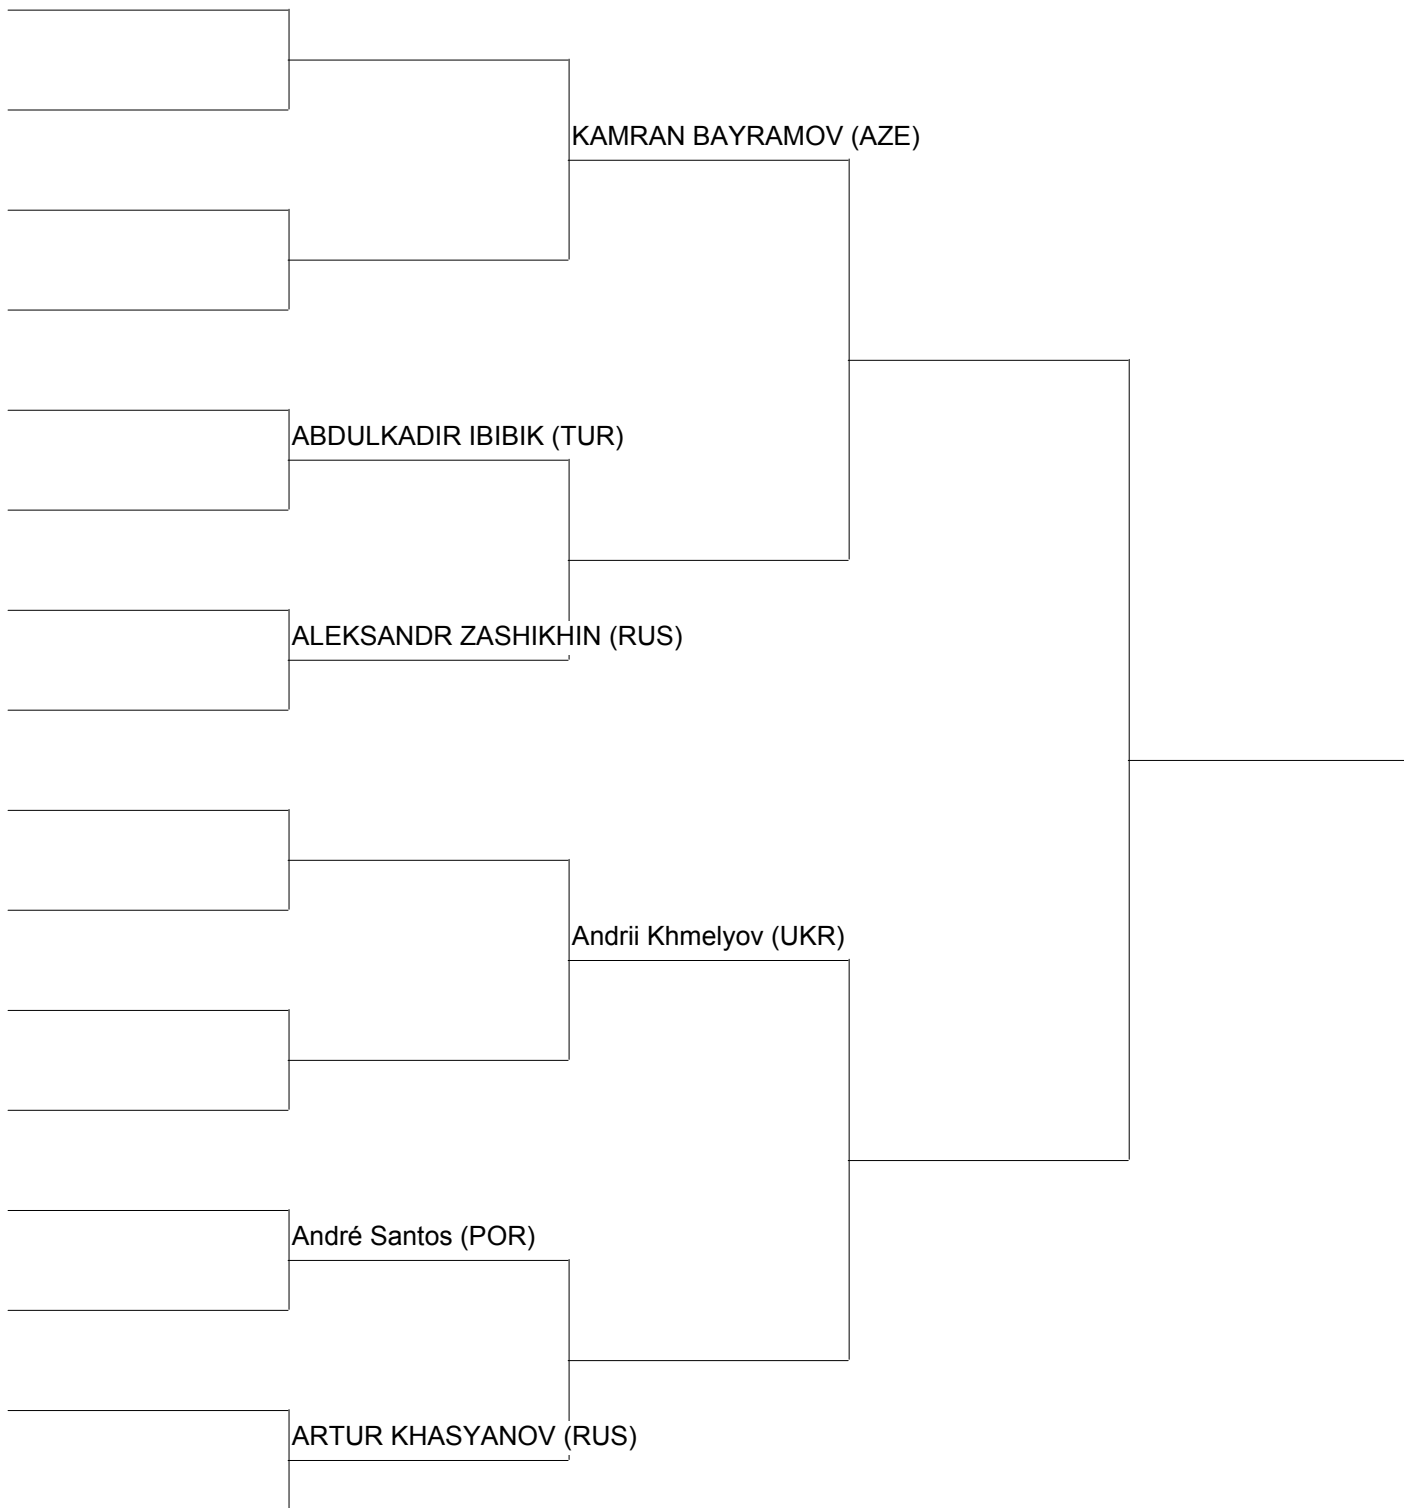 KAMRAN BAYRAMOV (AZE)
ABDULKADIR IBIBIK (TUR)
ALEKSANDR ZASHIKHIN (RUS)
Andrii Khmelyov (UKR)
André Santos (POR)
ARTUR KHASYANOV (RUS)